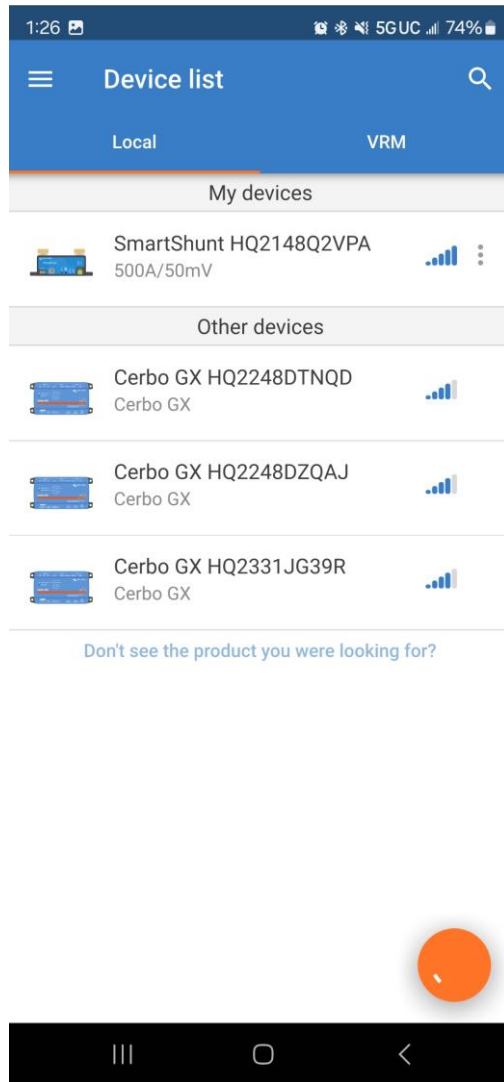 1:26 5GUC 74%
Device list
Local VRM
My devices
SmartShunt HQ2148Q2VPA
500A/50mV
Other devices
Cerbo GX HQ2248DTNQD
Cerbo GX
Cerbo GX HQ2248DZQAJ
Cerbo GX
Cerbo GX HQ2331JG39R
Cerbo GX
Don't see the product you were looking for?